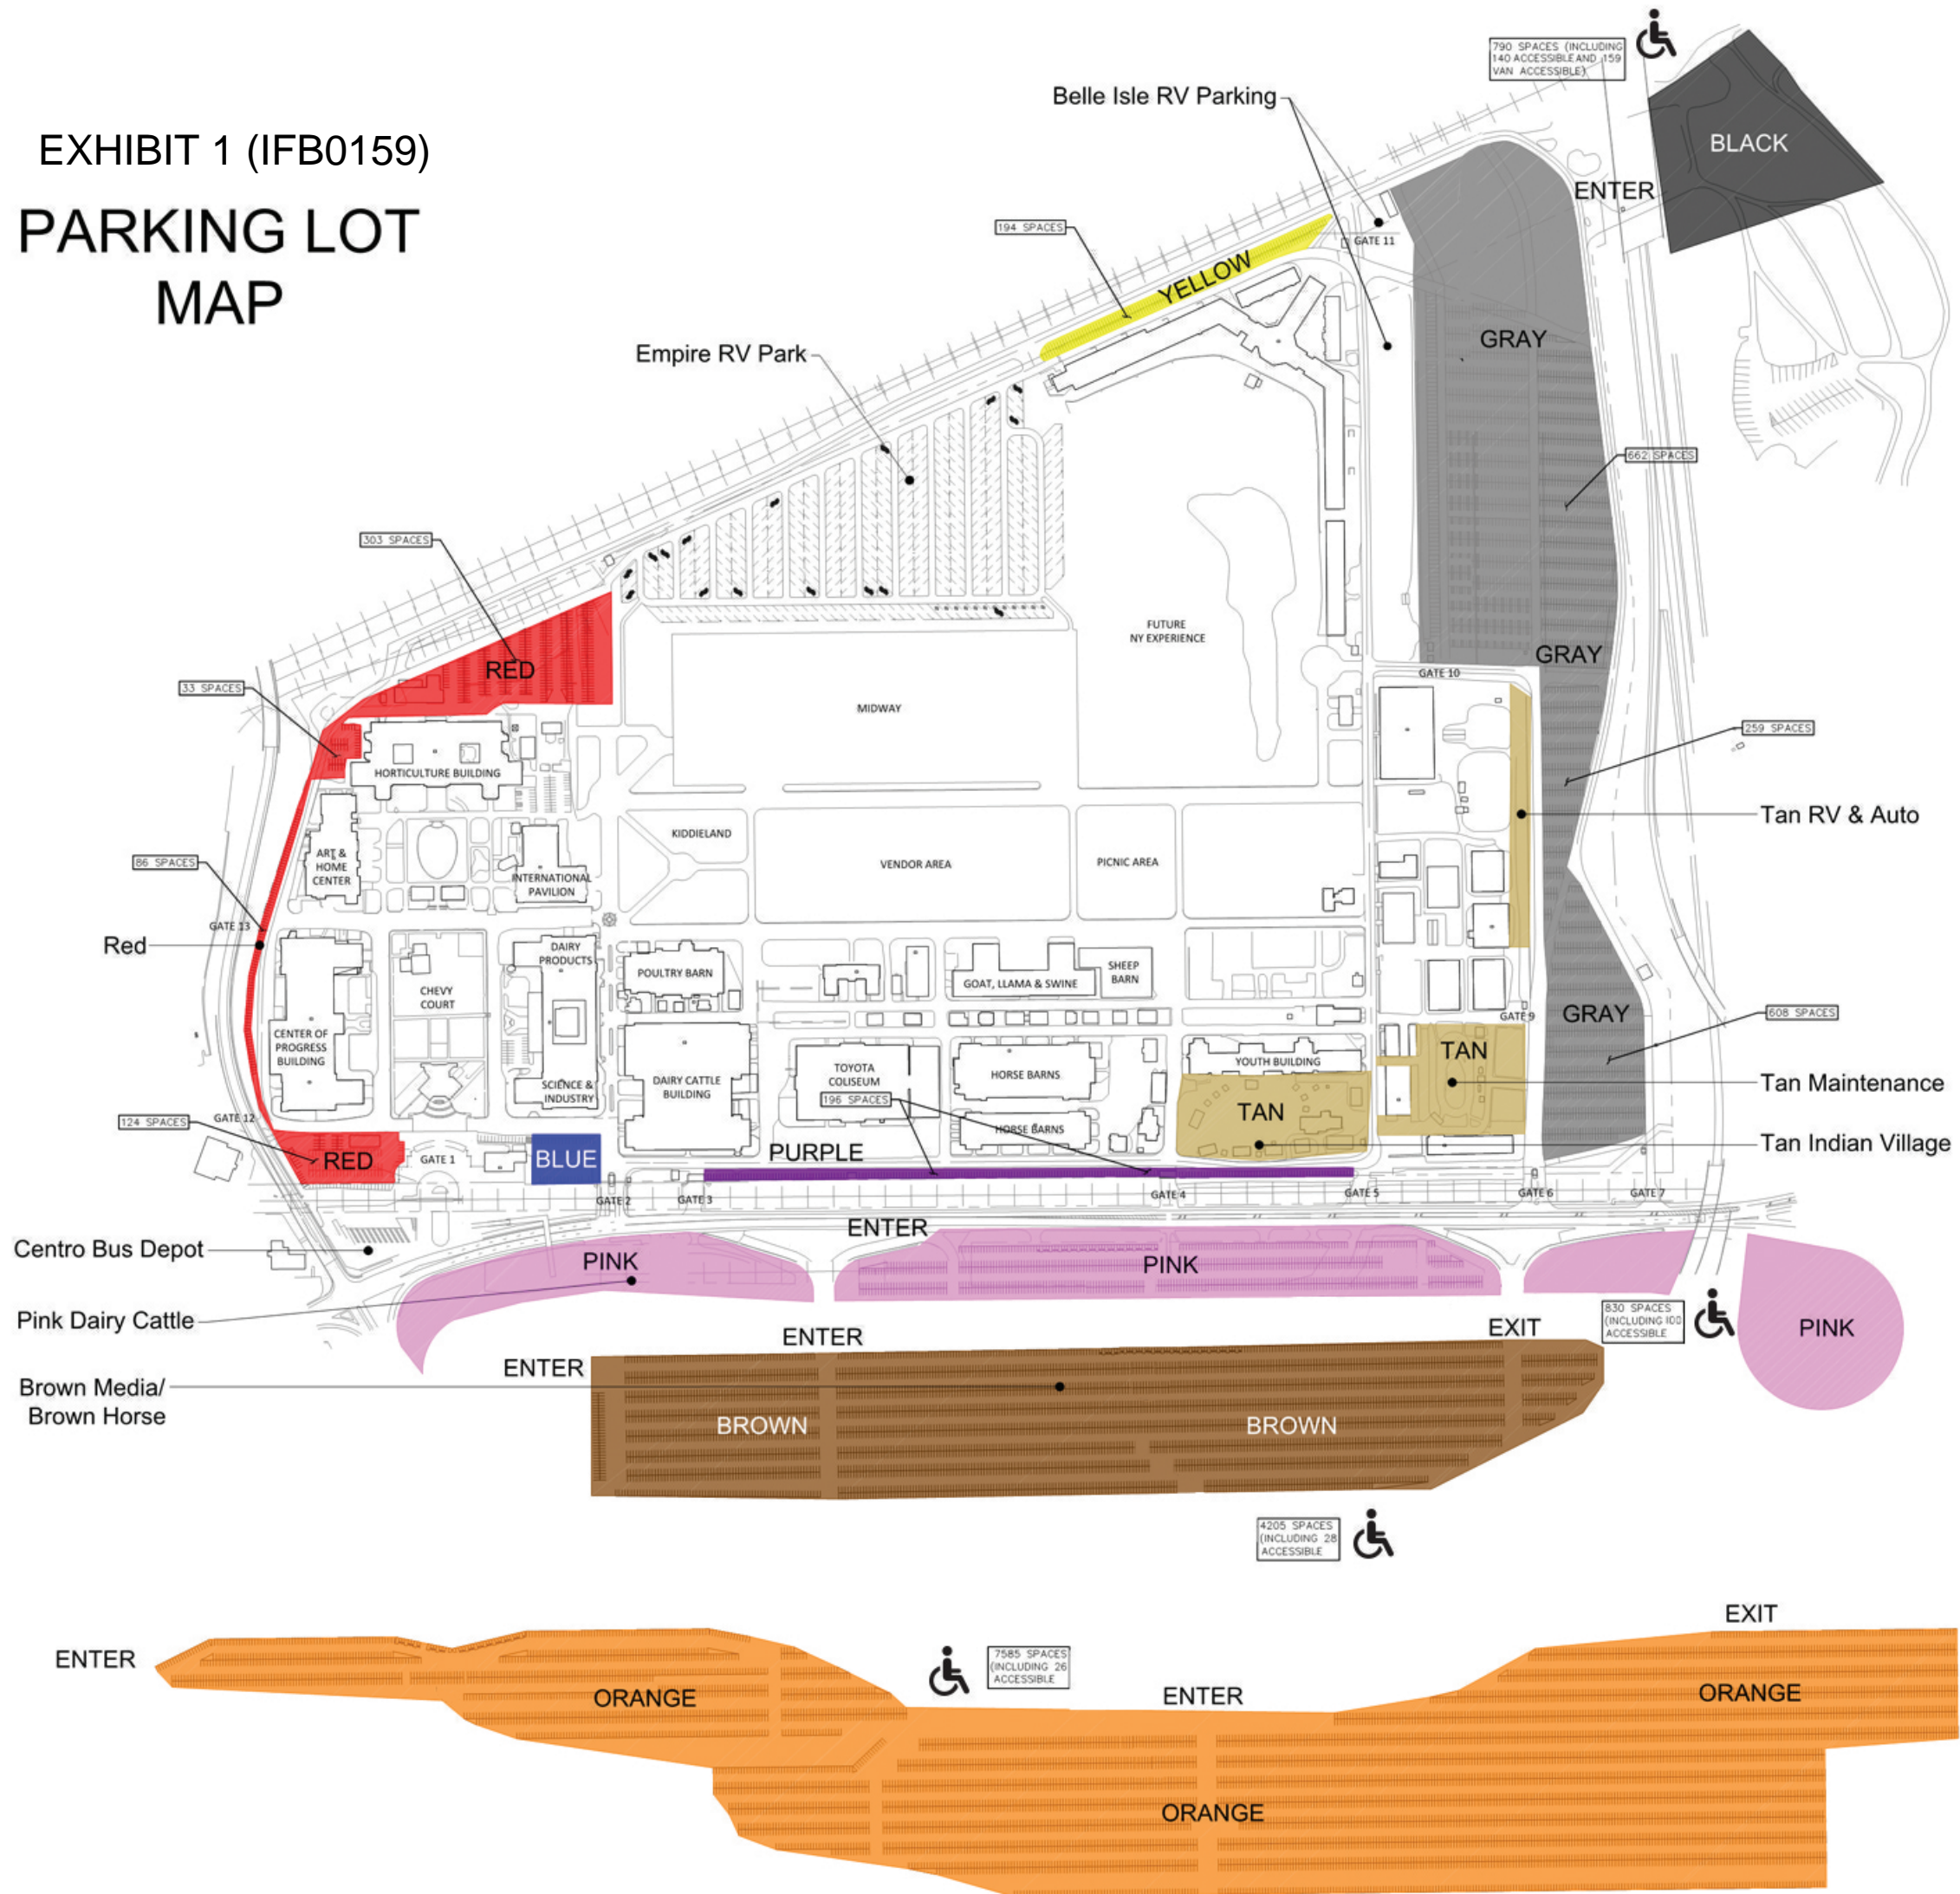 EXHIBIT 1 (IFB0159)
PARKING LOT
MAP
790 SPACES (INCLUDING
140 ACCESSIBLE AND 159
VAN ACCESSIBLE)
Belle Isle RV Parking
BLACK
ENTER
194 SPACES
GATE 11
YELLOW
GRAY
Empire RV Park
662 SPACES
303 SPACES
FUTURE
NY EXPERIENCE
RED
GRAY
GATE 10
33 SPACES
MIDWAY
259 SPACES
HORTICULTURE BUILDING
Tan RV & Auto
KIDDIELAND
86 SPACES
ART &
HOME
CENTER
INTERNATIONAL
PAVILION
VENDOR AREA
PICNIC AREA
GATE 13
Red
DAIRY
PRODUCTS
POULTRY BARN
GOAT, LLAMA & SWINE
SHEEP
BARN
CHEVY
COURT
GATE 9
GRAY
608 SPACES
CENTER OF
PROGRESS
BUILDING
TAN
YOUTH BUILDING
TOYOTA
COLISEUM
HORSE BARNS
DAIRY CATTLE
BUILDING
SCIENCE &
INDUSTRY
Tan Maintenance
196 SPACES
TAN
124 SPACES
GATE 12
HORSE BARNS
Tan Indian Village
RED
GATE 1
BLUE
PURPLE
GATE 2
GATE 3
GATE 4
GATE 5
GATE 6
GATE 7
ENTER
Centro Bus Depot
PINK
PINK
Pink Dairy Cattle
830 SPACES
(INCLUDING 100
ACCESSIBLE
PINK
ENTER
EXIT
ENTER
Brown Media/
Brown Horse
BROWN
BROWN
4205 SPACES
(INCLUDING 28
ACCESSIBLE
EXIT
ENTER
7585 SPACES
(INCLUDING 26
ACCESSIBLE
ORANGE
ENTER
ORANGE
ORANGE